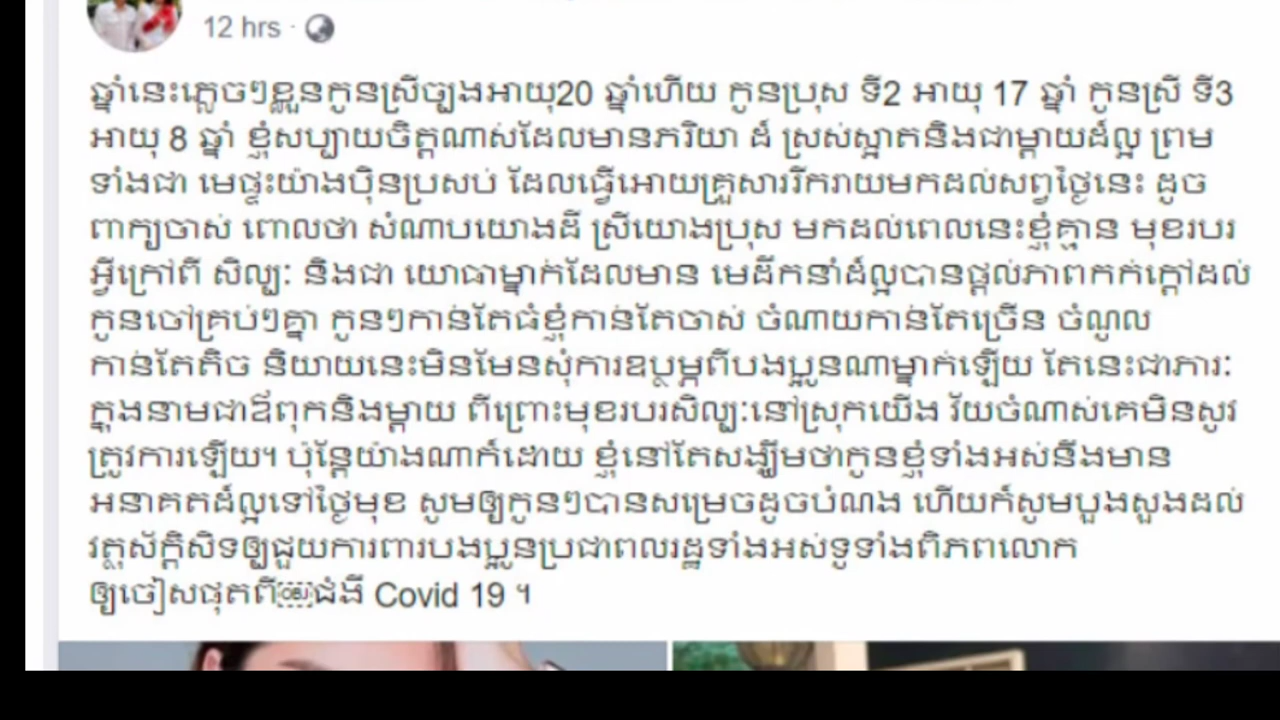 12 hrs ·
ឆ្នាំនេះភ្លេចៗខ្លួនកូនស្រីច្បងអាយុ20 ឆ្នាំហើយ កូនប្រុស ទី2 អាយុ 17 ឆ្នាំ កូនស្រី ទី3
អាយុ 8 ឆ្នាំ ខ្ញុំសប្បាយចិត្តណាស់ដែលមានភរិយា ដ៍ ស្រស់ស្អាតនិងជាម្តាយដ៍ល្អ ព្រម
ទាំងជា មេផ្ទះយ៉ាងប៉ិនប្រសប់ ដែលធ្វើអោយគ្រួសាររីករាយមកដល់សព្វថ្ងៃនេះ ដូច
ពាក្យចាស់ ពោលថា សំណាបយោងដី ស្រីយោងប្រុស មកដល់ពេលនេះខ្ញុំគ្មាន មុខរបរ
អ្វីក្រៅពី សិល្បៈ និងជា យោធាម្នាក់ដែលមាន មេដឹកនាំដ៍ល្អបានផ្តល់ភាពកក់ក្តៅដល់
កូនចៅគ្រប់ៗគ្នា កូនៗកាន់តែធំខ្ញុំកាន់តែចាស់ ចំណាយកាន់តែច្រើន ចំណូល
កាន់តែតិច និយាយនេះមិនមែនសុំការឧបត្ថម្ភពីបងប្អូនណាម្នាក់ឡើយ តែនេះជាភារៈ
ក្នុងនាមជាឪពុកនិងម្តាយ ពីព្រោះមុខរបរសិល្បៈនៅស្រុកយើង វ័យចំណាស់គេមិនសូវ
ត្រូវការឡើយ។ ប៉ុន្តែយ៉ាងណាក៍ដោយ ខ្ញុំនៅតែសង្ឃឹមថាកូនខ្ញុំទាំងអស់នឹងមាន
អនាគតដ៍ល្អទៅថ្ងៃមុខ សូមឲ្យកូនៗបានសម្រេចដូចបំណង ហើយក៍សូមបួងសួងដល់
វត្ថុស័ក្តិសិទ្ធឲ្យជួយការពារបងប្អូនប្រជាពលរដ្ឋទាំងអស់ទូទាំងពិភពលោក
ឲ្យចៀសផុតពី￼ជំងឺ Covid 19 ។